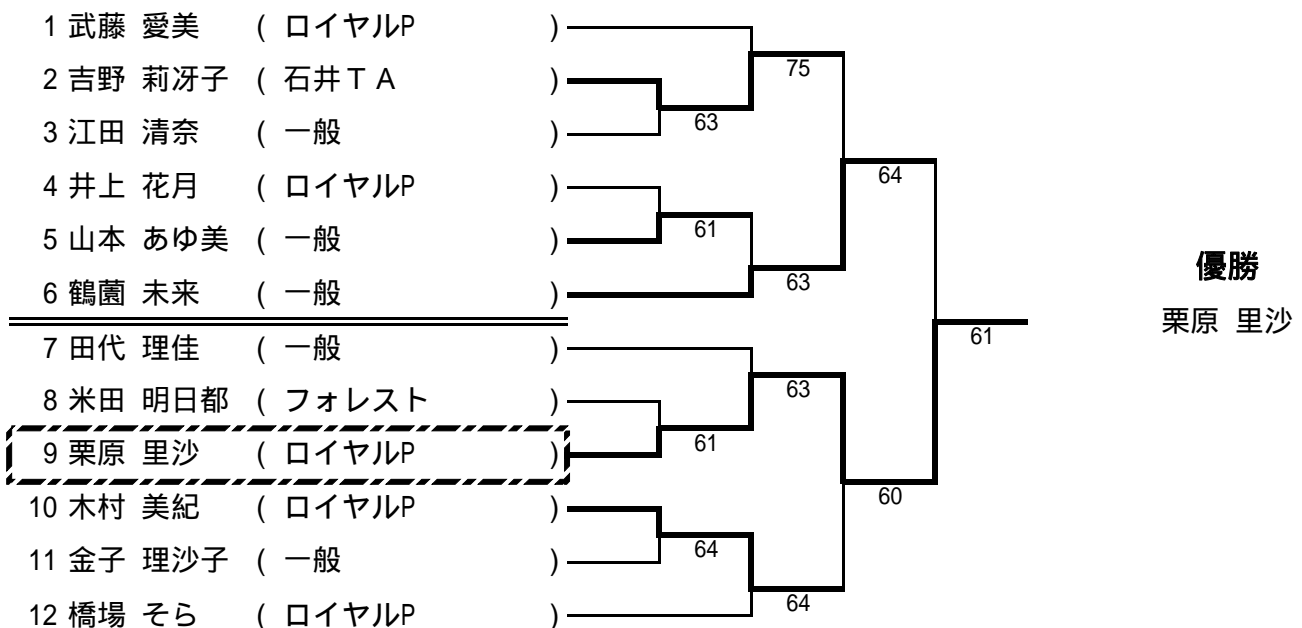 1 武藤 愛美 ( ロイヤルP )
75
2 吉野 莉冴子 ( 石井ＴＡ )
63
3 江田 清奈 ( 一般 )
64
4 井上 花月 ( ロイヤルP )
61
5 山本 あゆ美 ( 一般 )
63
6 鶴薗 未来 ( 一般 )
優勝
栗原 里沙
61
7 田代 理佳 ( 一般 )
63
8 米田 明日都 ( フォレスト )
61
9 栗原 里沙 ( ロイヤルP )
60
10 木村 美紀 ( ロイヤルP )
64
11 金子 理沙子 ( 一般 )
64
12 橋場 そら ( ロイヤルP )